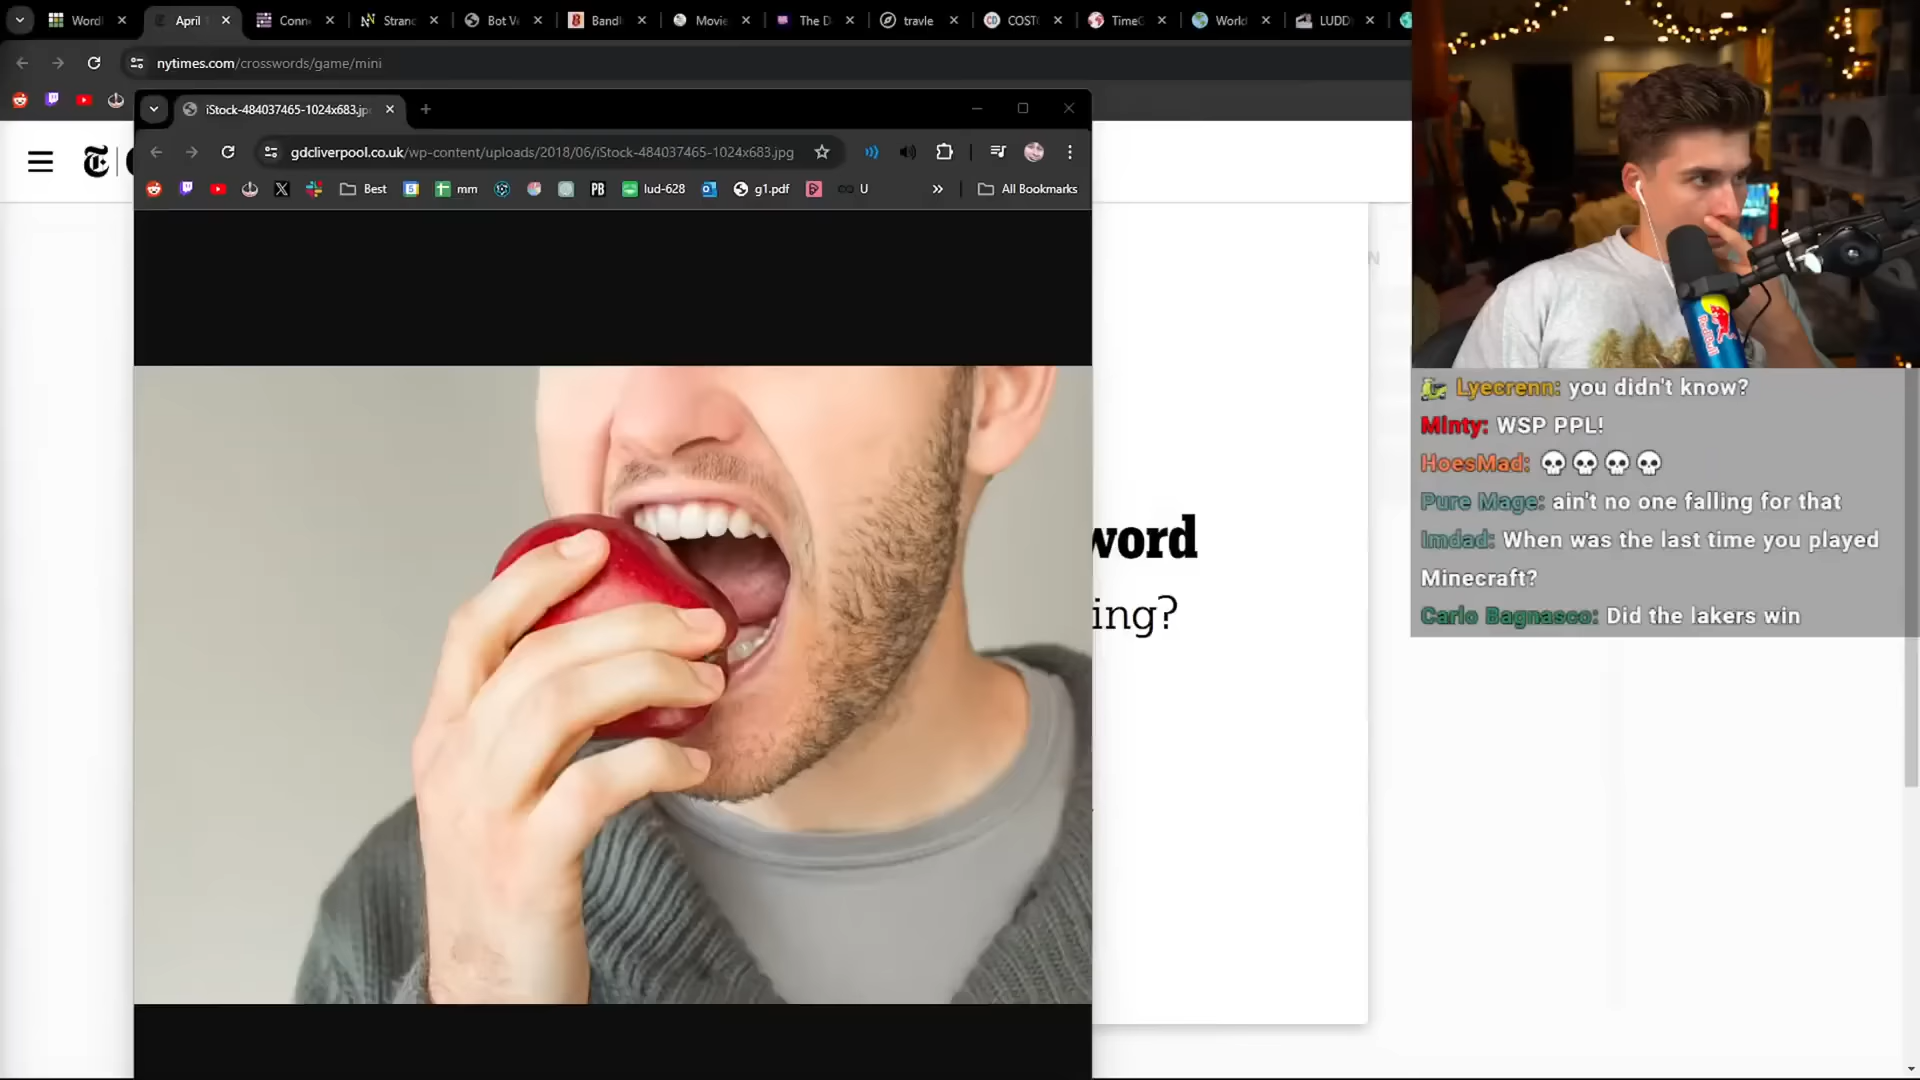 Word
April
Conn
Stranc
Bot V
Band
Movie
The D
travle
COST
Time
World
LUDD
nytimes.com/crosswords/game/mini
iStock-484037465-1024x683.jp
gdcliverpool.co.uk/wp-content/uploads/2018/06/iStock-484037465-1024x683.jpg
Best
mm
PB
lud-628
g1.pdf
U
»
All Bookmarks
word
ing?
N
RedBull
Lyecrenn: you didn't know?
Minty: WSP PPL!
HoesMad: 💀 💀 💀 💀
Pure Mage: ain't no one falling for that
Imdad: When was the last time you played
Minecraft?
Carlo Bagnasco: Did the lakers win